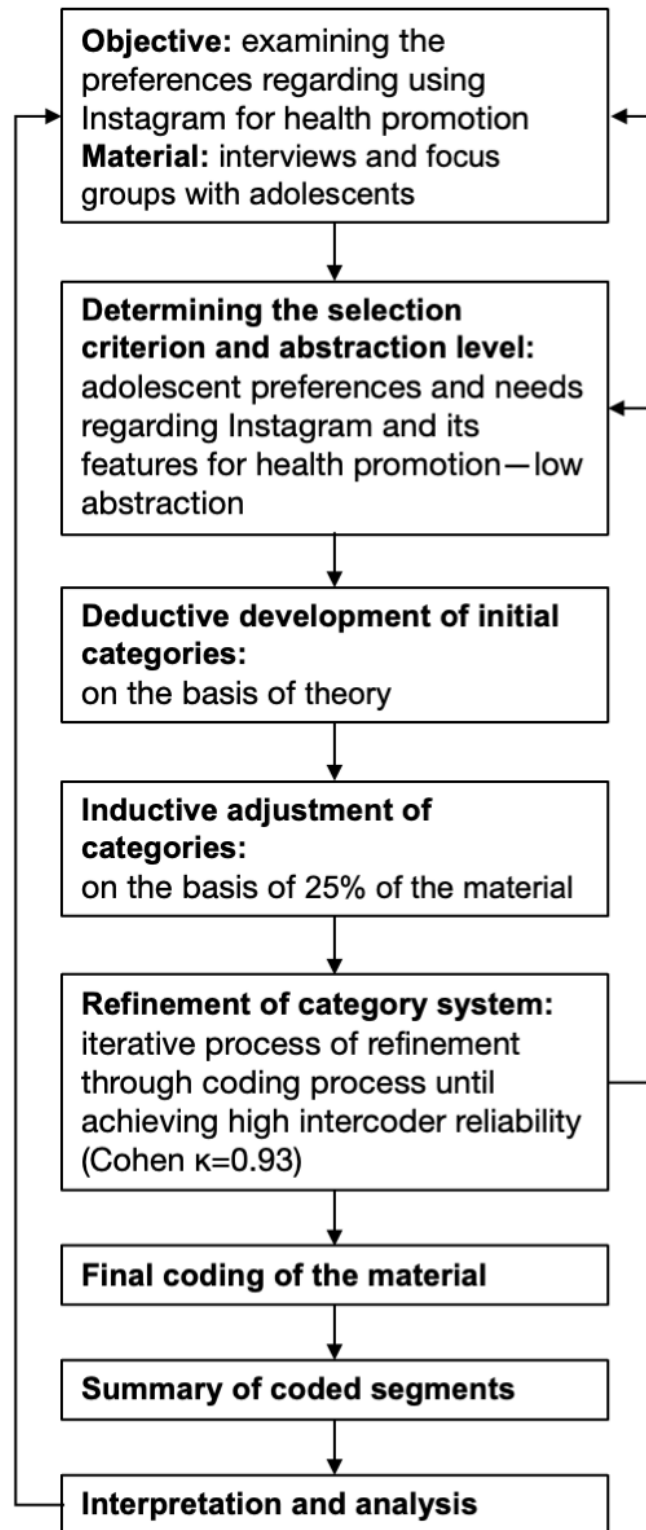 Objective: examining the
preferences regarding using
Instagram for health promotion
Material: interviews and focus
groups with adolescents
Determining the selection
criterion and abstraction level:
adolescent preferences and needs
regarding Instagram and its
features for health promotion—low
abstraction
Deductive development of initial
categories:
on the basis of theory
Inductive adjustment of
categories:
on the basis of 25% of the material
Refinement of category system:
iterative process of refinement
through coding process until
achieving high intercoder reliability
(Cohen κ=0.93)
Final coding of the material
Summary of coded segments
Interpretation and analysis